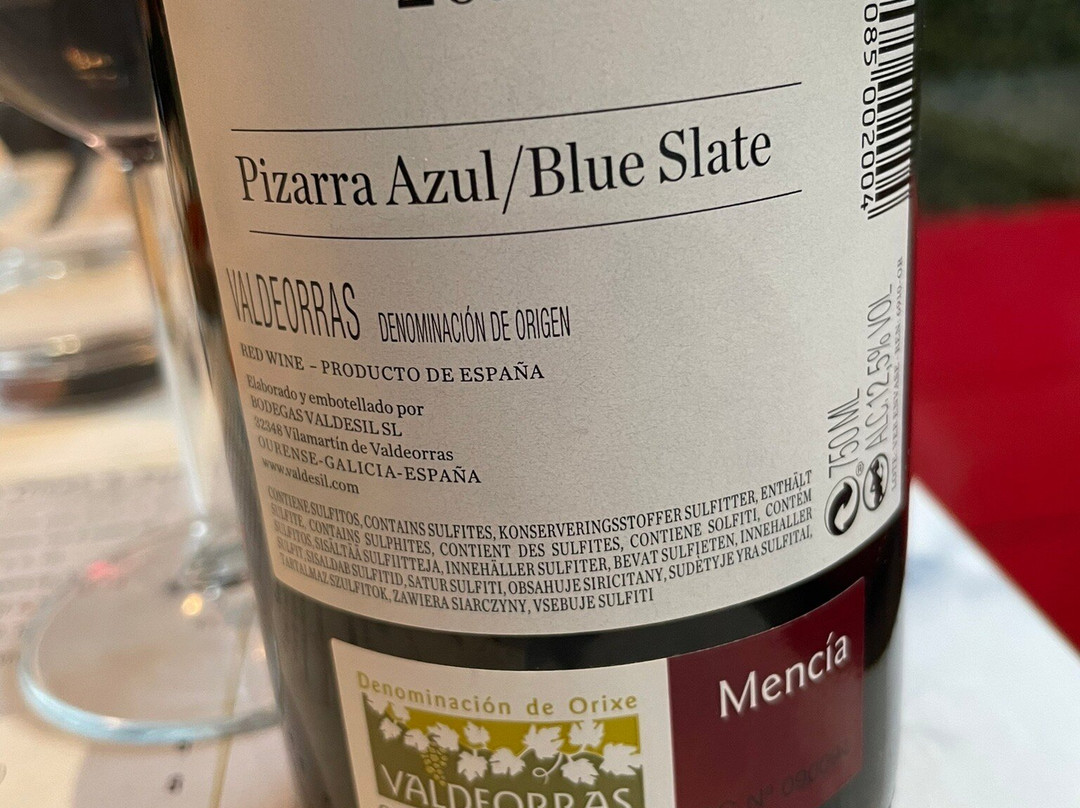 Pizarra Azul/Blue Slate
VALDEORRAS DENOMINACIÓN DE ORIGEN
RED WINE – PRODUCTO DE ESPAÑA
Elaborado y embotellado por
BODEGAS VALDESIL SL
32348 Vilamartín de Valdeorras
OURENSE-GALICIA-ESPAÑA
www.valdesil.com
CONTIENE SULFITOS, CONTAINS SULFITES, KONSERVERINGSSTOFFER SULFITTER, ENTHÄLT
SULFITE, CONTAINS SULPHITES, CONTIENT DES SULFITES, CONTIENE SOLFITI, CONTÉM
SULFITOS, SISÄLTÄÄ SULFIITTEJA, INNEHÅLLER SULFITER, BEVAT SULFIETEN, INNEHALLER
SULFIT, SISALDAB SULFITID, SATUR SULFITI, OBSAHUJE SIRICITANY, SUDĖTYJE YRA SULFITAI,
TARTALMAZ SZULFITOK, ZAWIERA SIARCZYNY, VSEBUJE SULFITI
750 ML
ALC. 12,5% VOL
085 002004
Denominación de Orixe
VALDEORRAS
Mencía